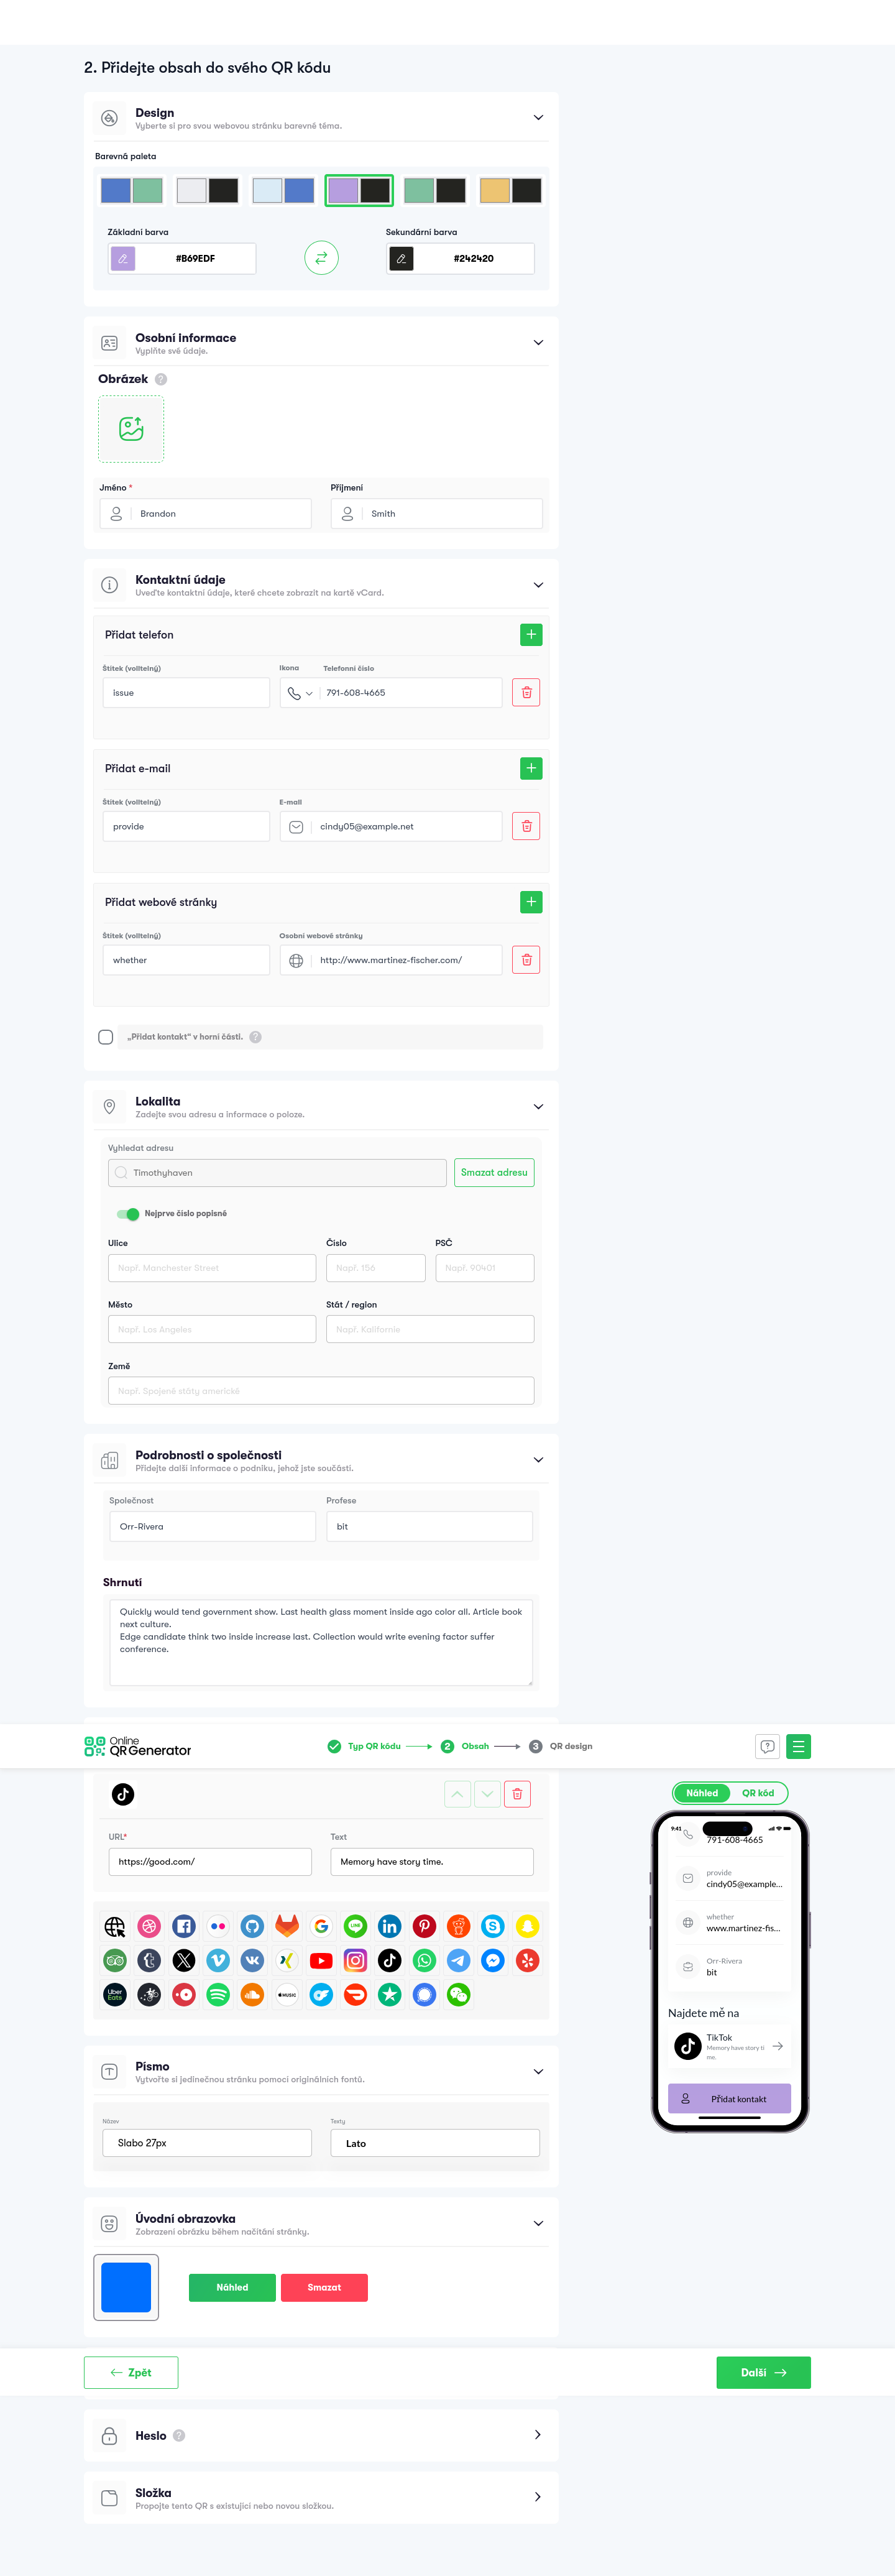 2. Přidejte obsah do svého QR kódu
Design
Vyberte si pro svou webovou stránku barevné téma.
Barevná paleta
Základní barva
Sekundární barva
#B69EDF
#242420
Osobní informace
Vyplňte své údaje.
Obrázek ?
Jméno *
Příjmení
Brandon
Smith
Kontaktní údaje
Uveďte kontaktní údaje, které chcete zobrazit na kartě vCard.
Přidat telefon
Štítek (volitelný)
Ikona
Telefonní číslo
issue
791-608-4665
Přidat e-mail
Štítek (volitelný)
E-mail
provide
cindy05@example.net
Přidat webové stránky
Štítek (volitelný)
Osobní webové stránky
whether
http://www.martinez-fischer.com/
„Přidat kontakt“ v horní části. ?
Lokalita
Zadejte svou adresu a informace o poloze.
Vyhledat adresu
Timothyhaven
Smazat adresu
Nejprve číslo popisné
Ulice
Číslo
PSČ
Např. Manchester Street
Např. 156
Např. 90401
Město
Stát / region
Např. Los Angeles
Např. Kalifornie
Země
Např. Spojené státy americké
Podrobnosti o společnosti
Přidejte další informace o podniku, jehož jste součástí.
Společnost
Profese
Orr-Rivera
bit
Shrnutí
Quickly would tend government show. Last health glass moment inside ago color all. Article book
next culture.
Edge candidate think two inside increase last. Collection would write evening factor suffer
conference.
Online
QR Generator
Typ QR kódu
2 Obsah
3 QR design
URL*
Text
https://good.com/
Memory have story time.
LINE
Uber
Eats
MUSIC
Náhled
QR kód
9:41
791-608-4665
provide
cindy05@example...
whether
www.martinez-fis...
Orr-Rivera
bit
Najdete mě na
TikTok
Memory have story ti
me.
Přidat kontakt
Písmo
Vytvořte si jedinečnou stránku pomocí originálních fontů.
Název
Texty
Slabo 27px
Lato
Úvodní obrazovka
Zobrazení obrázku během načítání stránky.
Náhled
Smazat
Zpět
Další
Heslo ?
Složka
Propojte tento QR s existující nebo novou složkou.